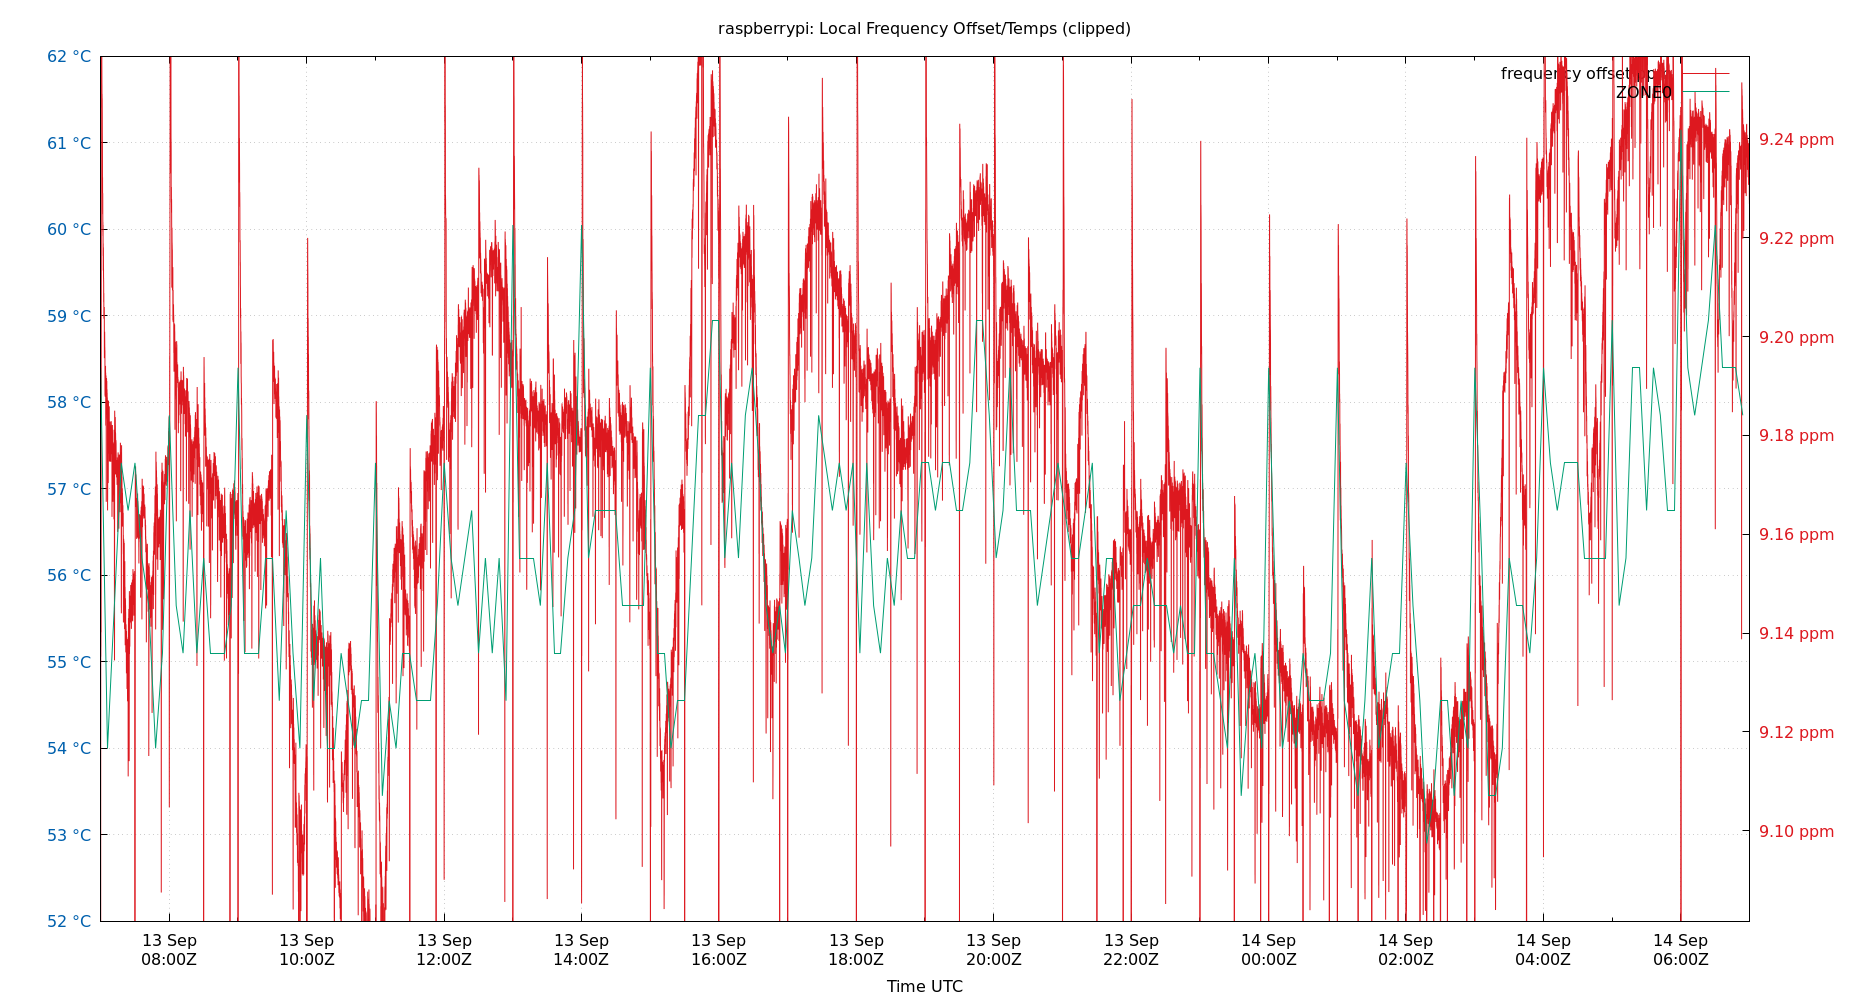 raspberrypi: Local Frequency Offset/Temps (clipped)
62 °C
61 °C
60 °C
59 °C
58 °C
57 °C
56 °C
55 °C
54 °C
53 °C
52 °C
frequency offset ppm
ZONE0
9.24 ppm
9.22 ppm
9.20 ppm
9.18 ppm
9.16 ppm
9.14 ppm
9.12 ppm
9.10 ppm
13 Sep
08:00Z
13 Sep
10:00Z
13 Sep
12:00Z
13 Sep
14:00Z
13 Sep
16:00Z
13 Sep
18:00Z
13 Sep
20:00Z
13 Sep
22:00Z
14 Sep
00:00Z
14 Sep
02:00Z
14 Sep
04:00Z
14 Sep
06:00Z
Time UTC